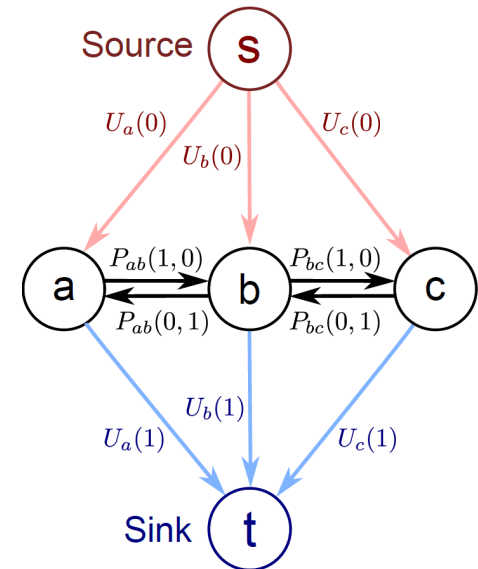 Source s
U_a(0)
U_b(0)
U_c(0)
P_ab(1, 0)
P_bc(1, 0)
a
b
c
P_ab(0, 1)
P_bc(0, 1)
U_a(1)
U_b(1)
U_c(1)
Sink t